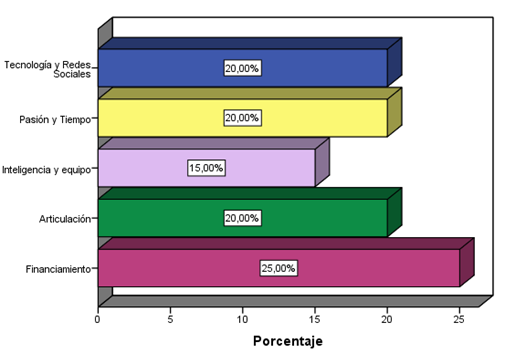 Tecnología y Redes
Sociales
20,00%
Pasión y Tiempo
20,00%
Inteligencia y equipo
15,00%
Articulación
20,00%
Financiamiento
25,00%
0 5 10 15 20 25
Porcentaje